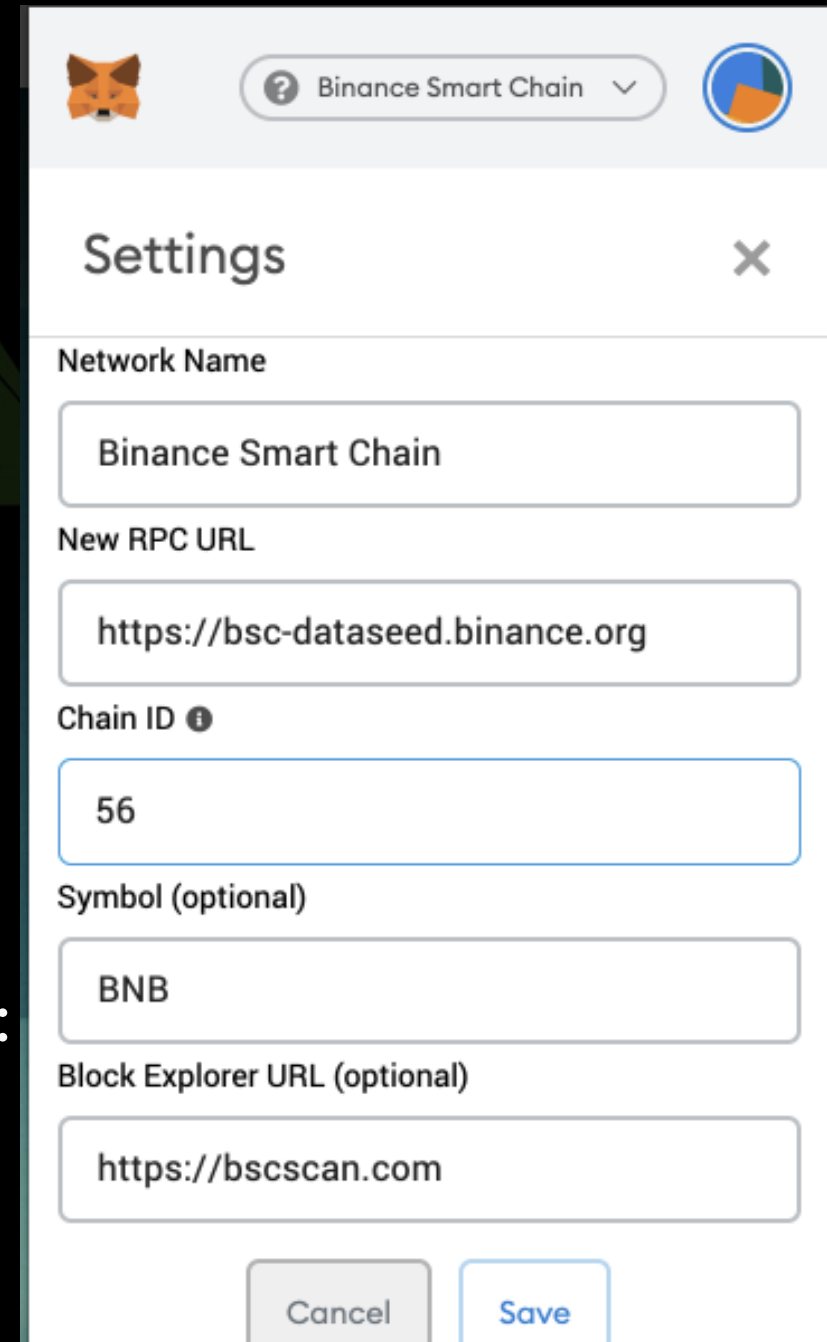 Binance Smart Chain
Settings
Network Name
Binance Smart Chain
New RPC URL
https://bsc-dataseed.binance.org
Chain ID
56
Symbol (optional)
BNB
:
Block Explorer URL (optional)
https://bscscan.com
Cancel Save